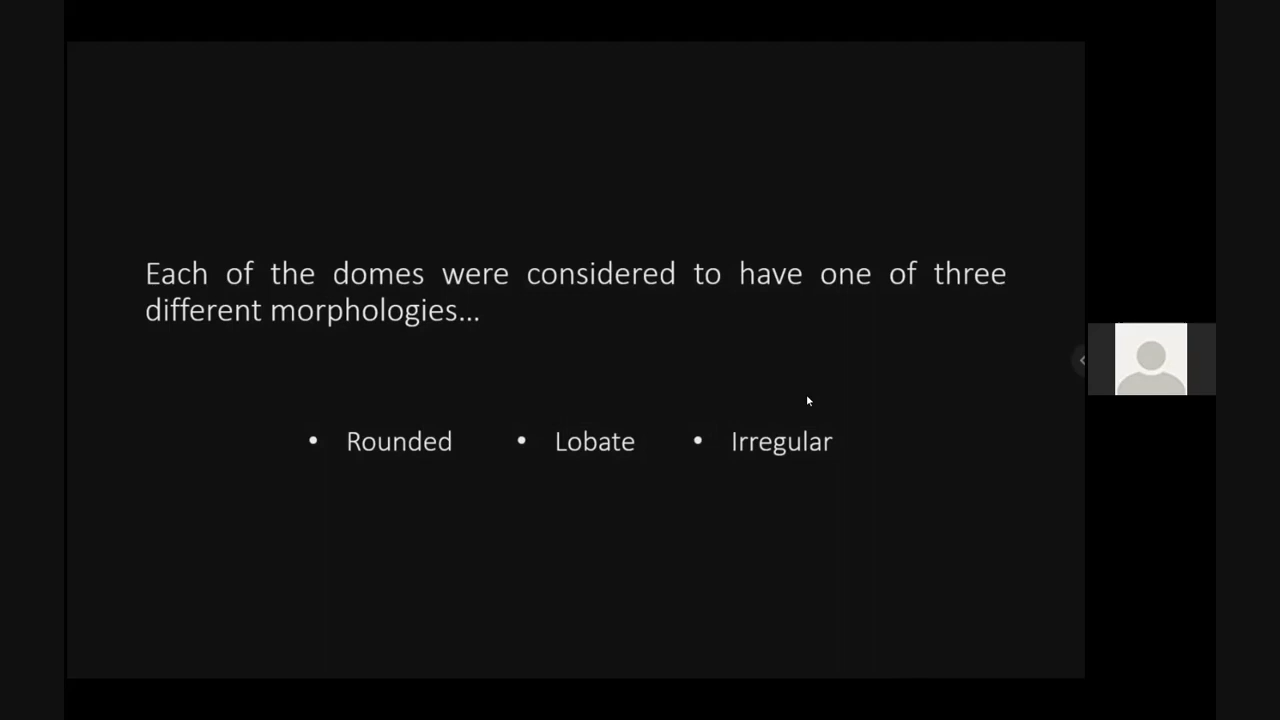 Each of the domes were considered to have one of three
different morphologies...
• Rounded • Lobate • Irregular